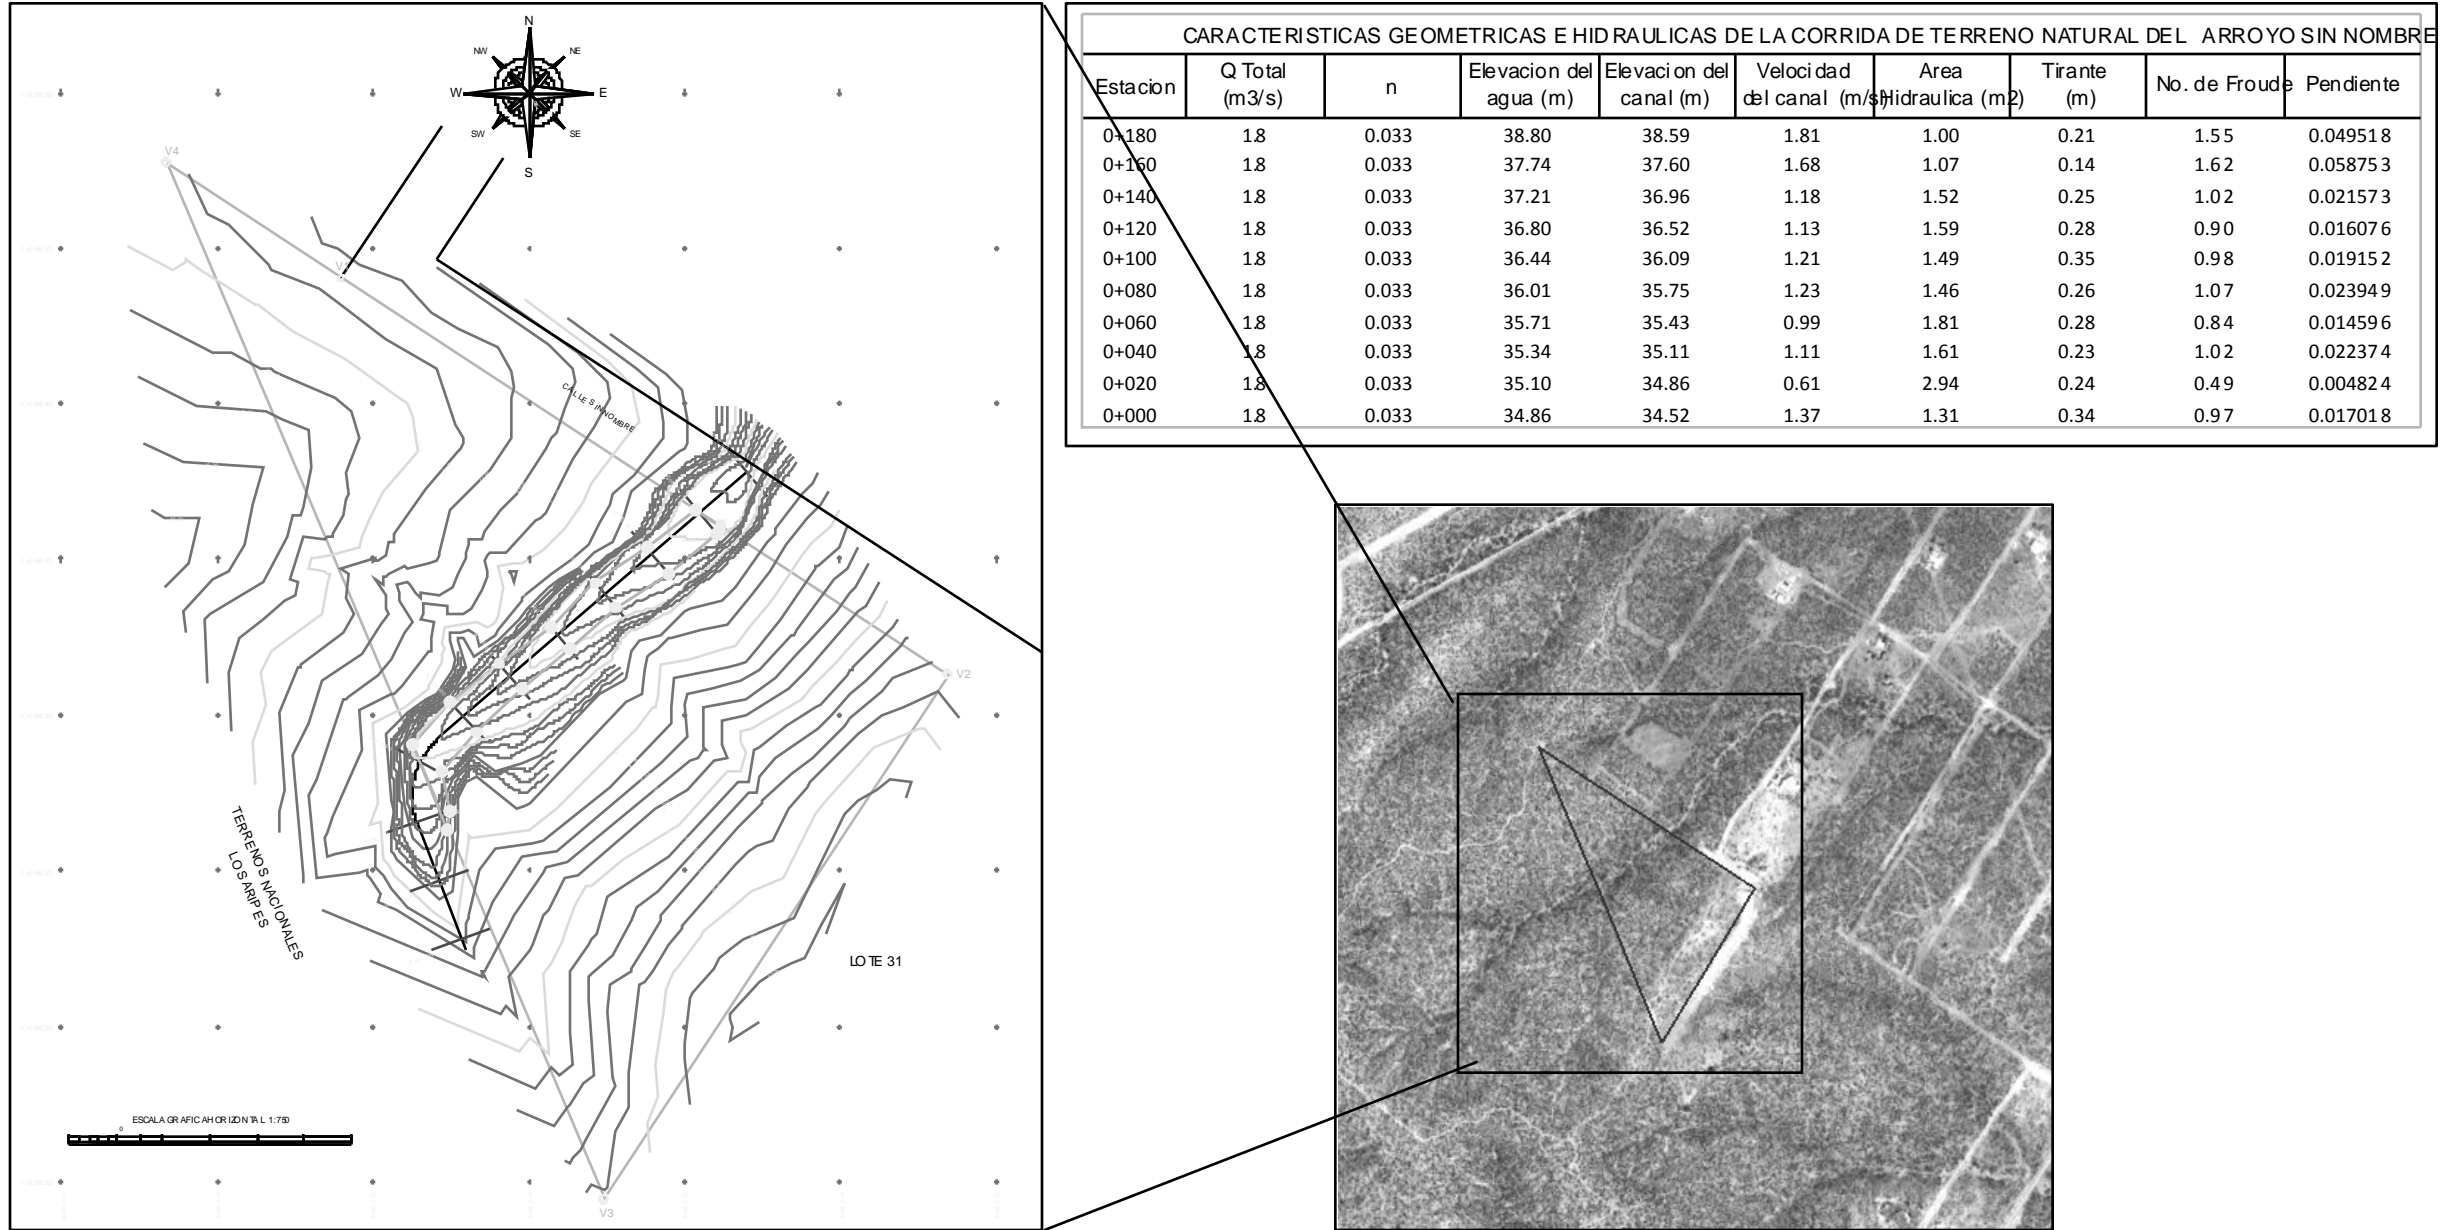 N
NW
NE
W
E
SW
SE
S
V4
V1
CALLE SIN NOMBRE
V2
TERRENOS NACIONALES
LOS ARIPES
LOTE 31
ESCALA GRAFICA HORIZONTAL 1:750
0
V3
CARACTERISTICAS GEOMETRICAS E HIDRAULICAS DE LA CORRIDA DE TERRENO NATURAL DEL ARROYO SIN NOMBRE
Estacion Q Total (m3/s) n Elevacion del agua (m) Elevacion del canal (m) Velocidad del canal (m/s) Area Hidraulica (m2) Tirante (m) No. de Froude Pendiente
0+180 1.8 0.033 38.80 38.59 1.81 1.00 0.21 1.55 0.049518
0+160 1.8 0.033 37.74 37.60 1.68 1.07 0.14 1.62 0.058753
0+140 1.8 0.033 37.21 36.96 1.18 1.52 0.25 1.02 0.021573
0+120 1.8 0.033 36.80 36.52 1.13 1.59 0.28 0.90 0.016076
0+100 1.8 0.033 36.44 36.09 1.21 1.49 0.35 0.98 0.019152
0+080 1.8 0.033 36.01 35.75 1.23 1.46 0.26 1.07 0.023949
0+060 1.8 0.033 35.71 35.43 0.99 1.81 0.28 0.84 0.014596
0+040 1.8 0.033 35.34 35.11 1.11 1.61 0.23 1.02 0.022374
0+020 1.8 0.033 35.10 34.86 0.61 2.94 0.24 0.49 0.004824
0+000 1.8 0.033 34.86 34.52 1.37 1.31 0.34 0.97 0.017018